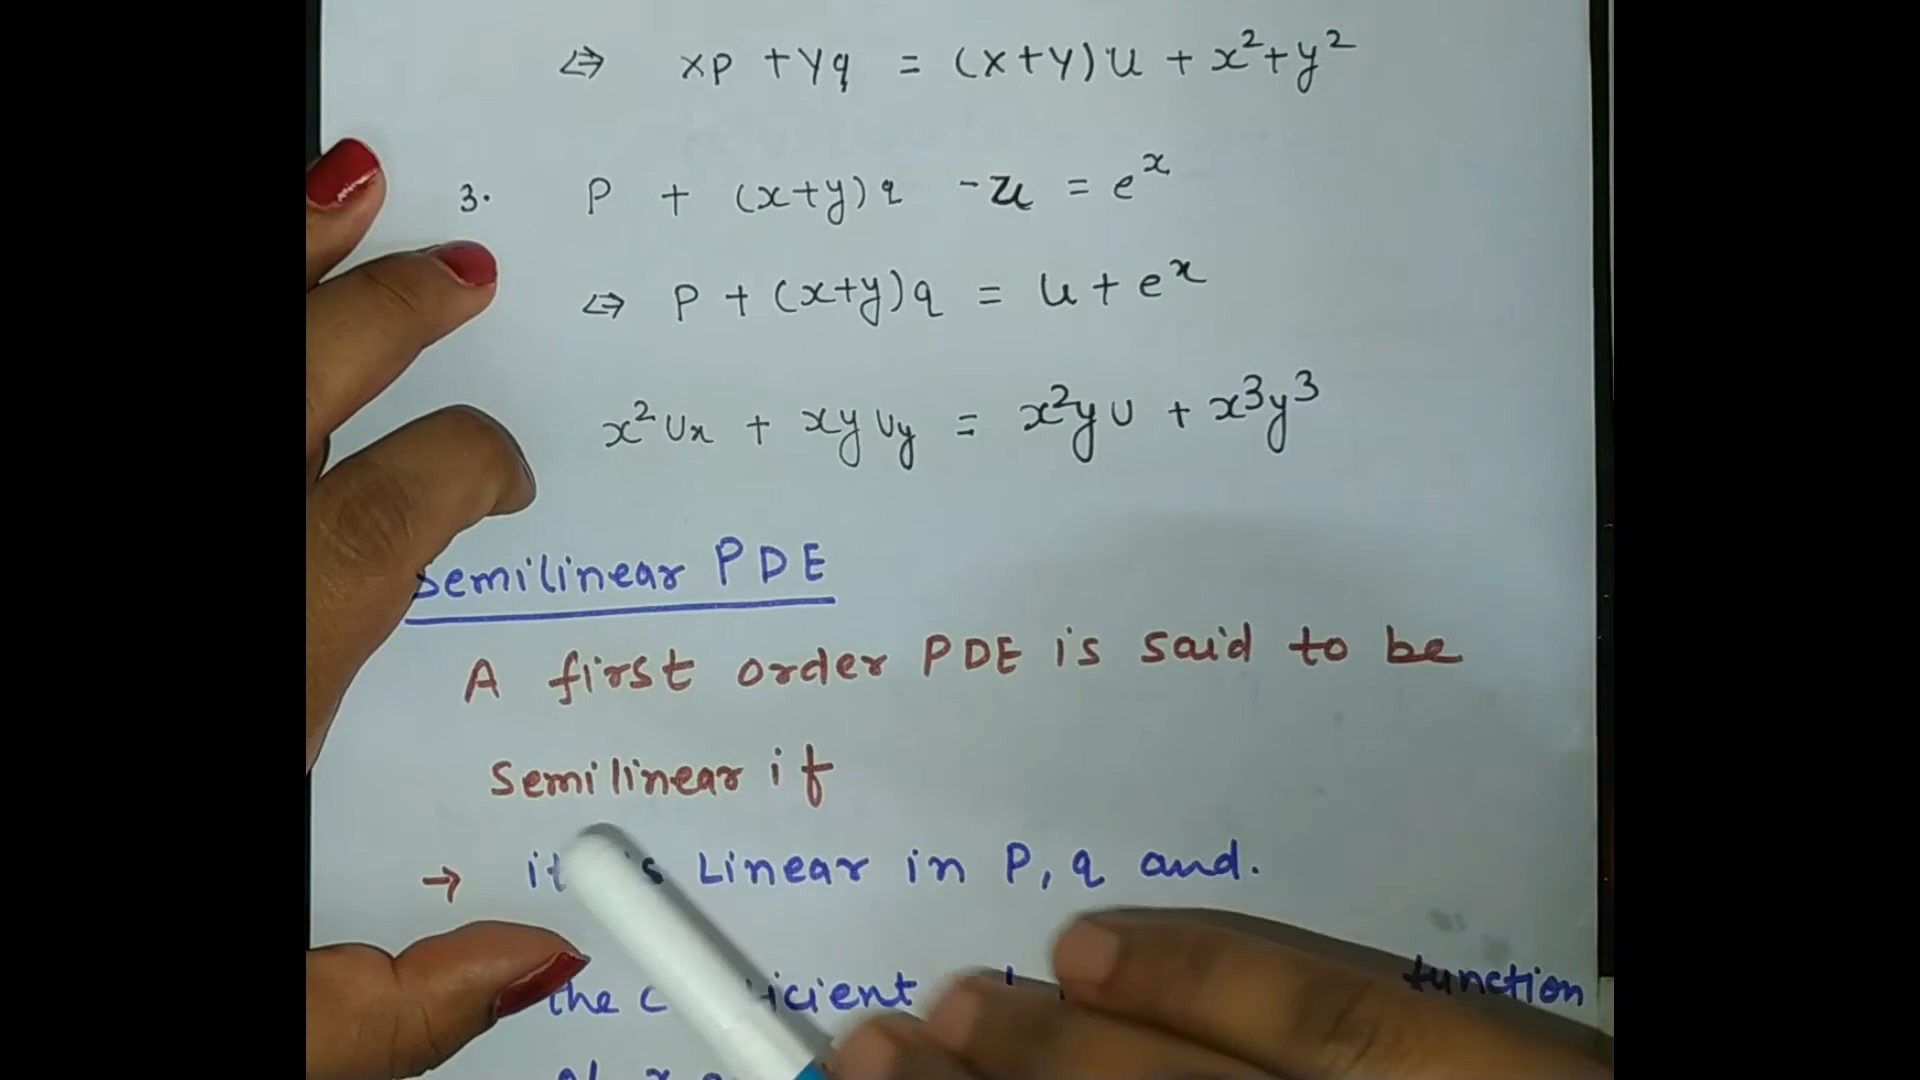 ⇔ xp + yq = (x+y)u + x²+y²
3. P + (x+y)q - u = eˣ
⇔ P + (x+y)q = u + eˣ
x²uₓ + xy u_y = x²yu + x³y³
Semilinear PDE
A first order PDE is said to be
Semilinear if
→ Linear in P, q and.
the function